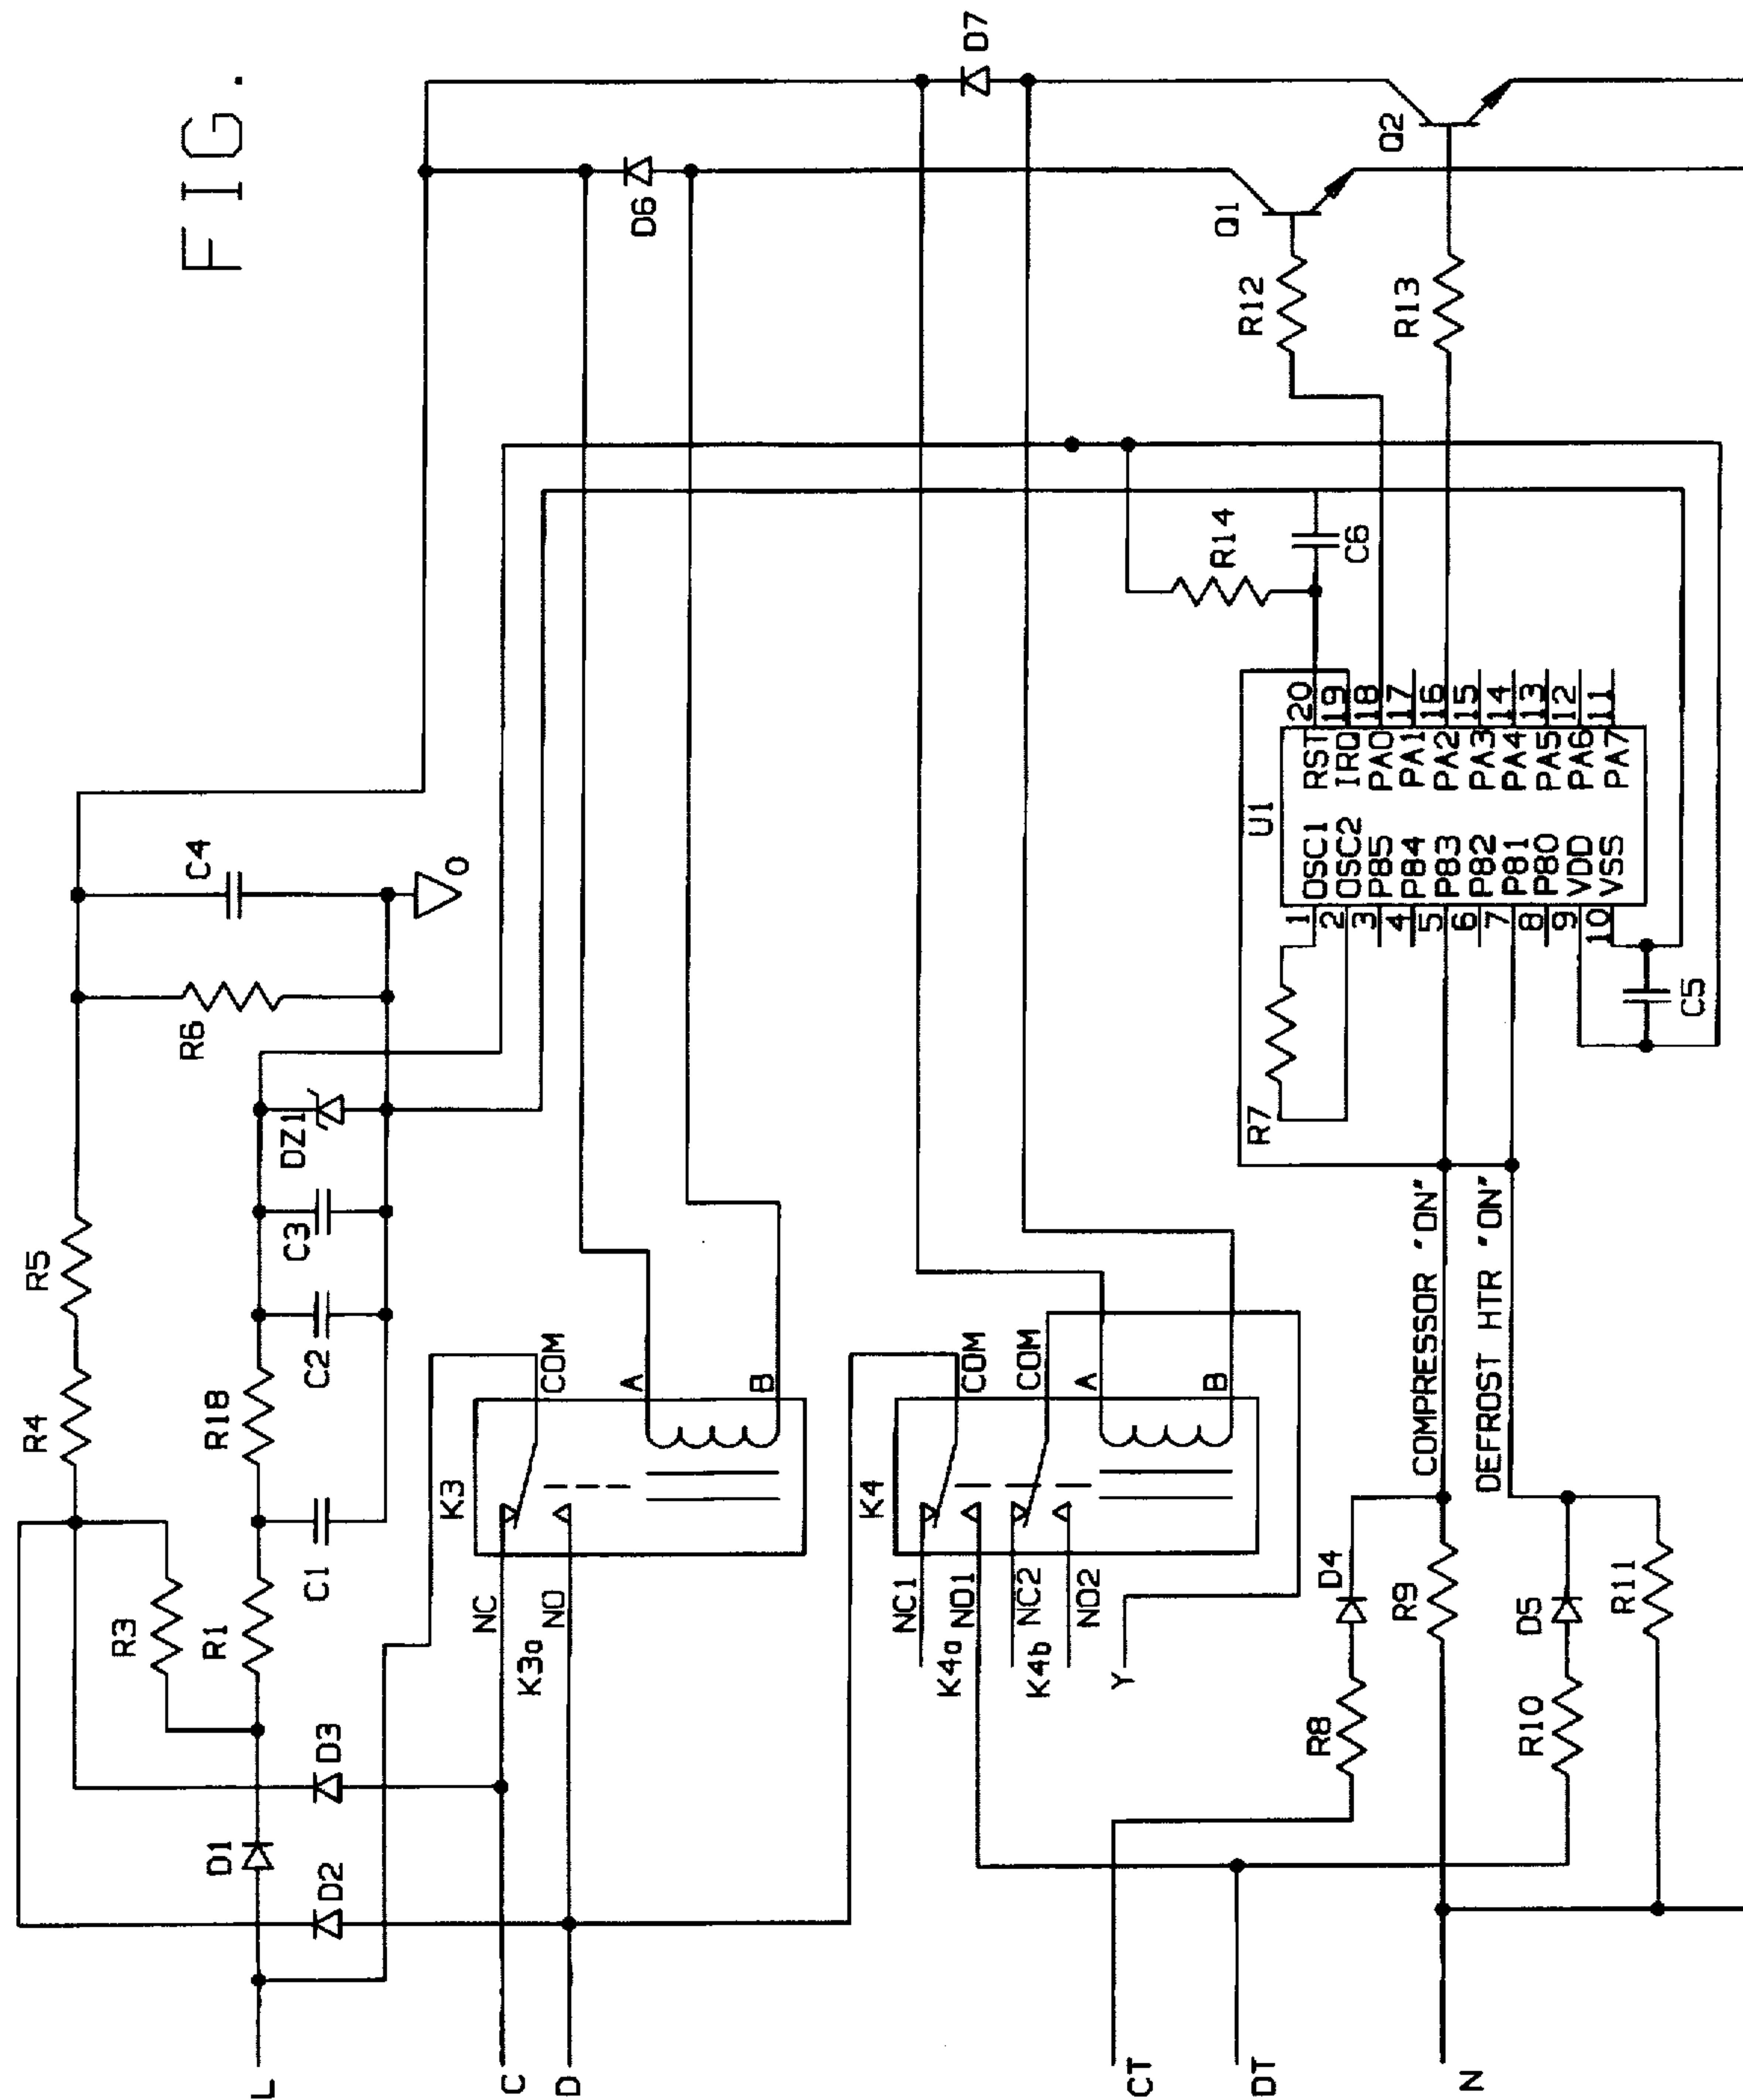 FIG.
R4
R5
R6
C4
R3
R1
R18
C1
C2
C3
DZ1
0
L
D1
D2
D3
K3
COM
NC
NO
K3a
A
B
C
D
D6
D7
K4
COM
COM
NC1
K4a NO1
NC2
K4b
NO2
A
B
Y
CT
DT
N
R8
D4
R9
R10
D5
R11
COMPRESSOR "ON"
DEFROST HTR "ON"
R7
U1
1 OSC1 RST 20
2 OSC2 IRQ 19
3 PB5 PA0 18
4 PB4 PA1 17
5 PB3 PA2 16
6 PB2 PA3 15
7 PB1 PA4 14
8 PB0 PA5 13
9 VDD PA6 12
10 VSS PA7 11
C5
R14
C6
R12
R13
Q1
Q2